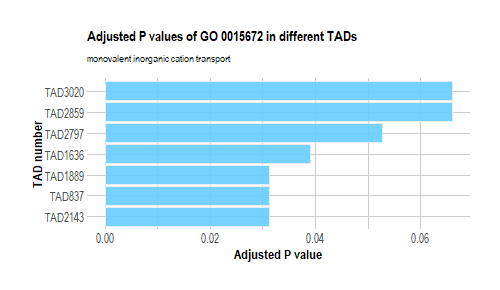 Adjusted P values of GO 0015672 in different TADs
monovalent inorganic cation transport
TAD number
TAD3020
TAD2859
TAD2797
TAD1636
TAD1889
TAD837
TAD2143
0.00 0.02 0.04 0.06
Adjusted P value